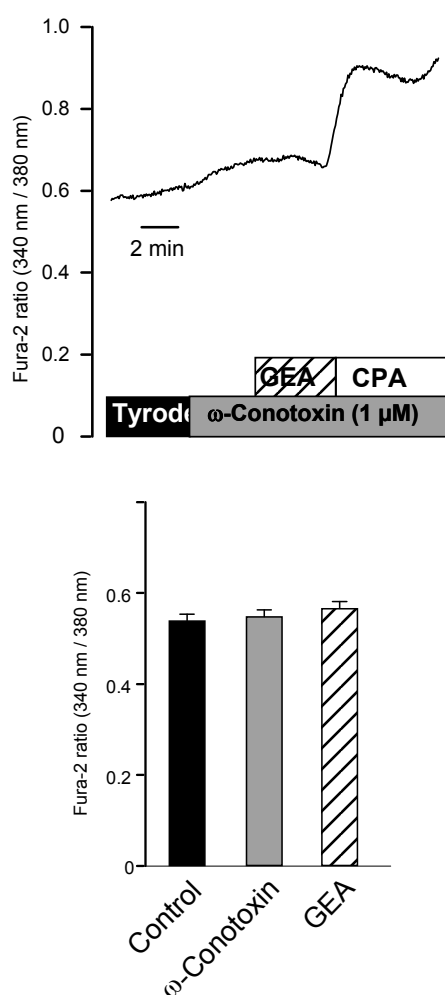 Fura-2 ratio (340 nm / 380 nm)
1.0
0.8
0.6
0.4
0.2
0
2 min
GEA
CPA
Tyrode
ω-Conotoxin (1 µM)
Fura-2 ratio (340 nm / 380 nm)
0.6
0.4
0.2
0
Control
ω-Conotoxin
GEA